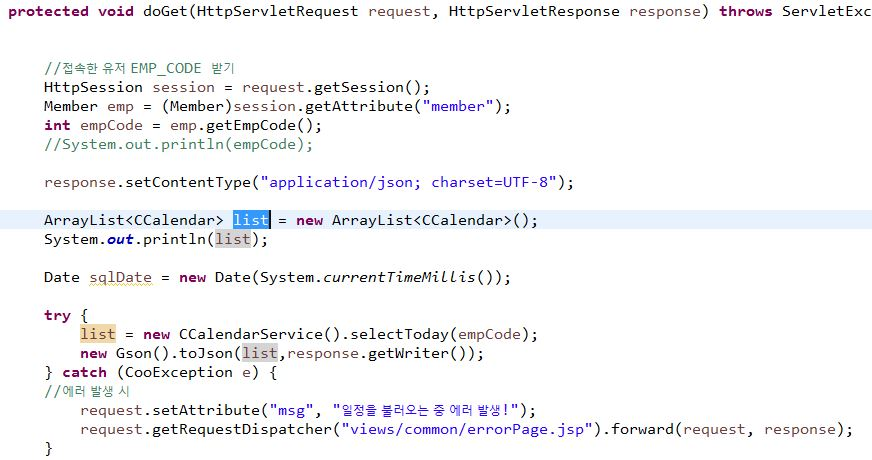 protected void doGet(HttpServletRequest request, HttpServletResponse response) throws ServletExc
//접속한 유저 EMP_CODE 받기
HttpSession session = request.getSession();
Member emp = (Member)session.getAttribute("member");
int empCode = emp.getEmpCode();
//System.out.println(empCode);
response.setContentType("application/json; charset=UTF-8");
ArrayList<CCalendar> list = new ArrayList<CCalendar>();
System.out.println(list);
Date sqlDate = new Date(System.currentTimeMillis());
try {
list = new CCalendarService().selectToday(empCode);
new Gson().toJson(list,response.getWriter());
} catch (CooException e) {
//에러 발생 시
request.setAttribute("msg", "일정을 불러오는 중 에러 발생!");
request.getRequestDispatcher("views/common/errorPage.jsp").forward(request, response);
}